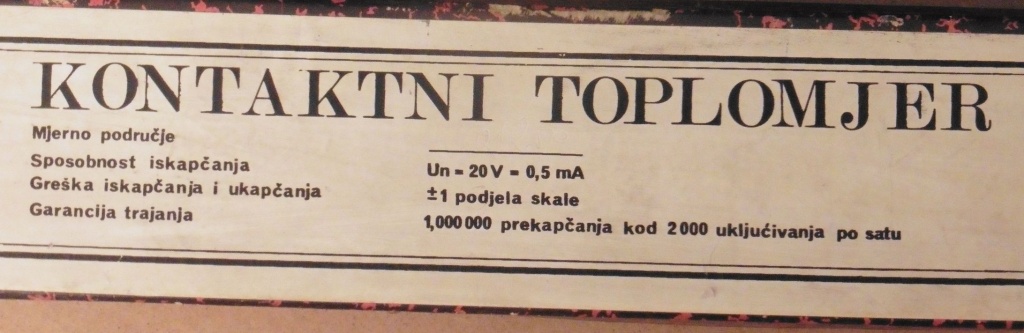 KONTAKTNI TOPLOMJER
Mjerno područje
Sposobnost iskapčanja Un = 20 V = 0,5 mA
Greška iskapčanja i ukapčanja ±1 podjela skale
Garancija trajanja 1,000 000 prekapčanja kod 2 000 uključivanja po satu